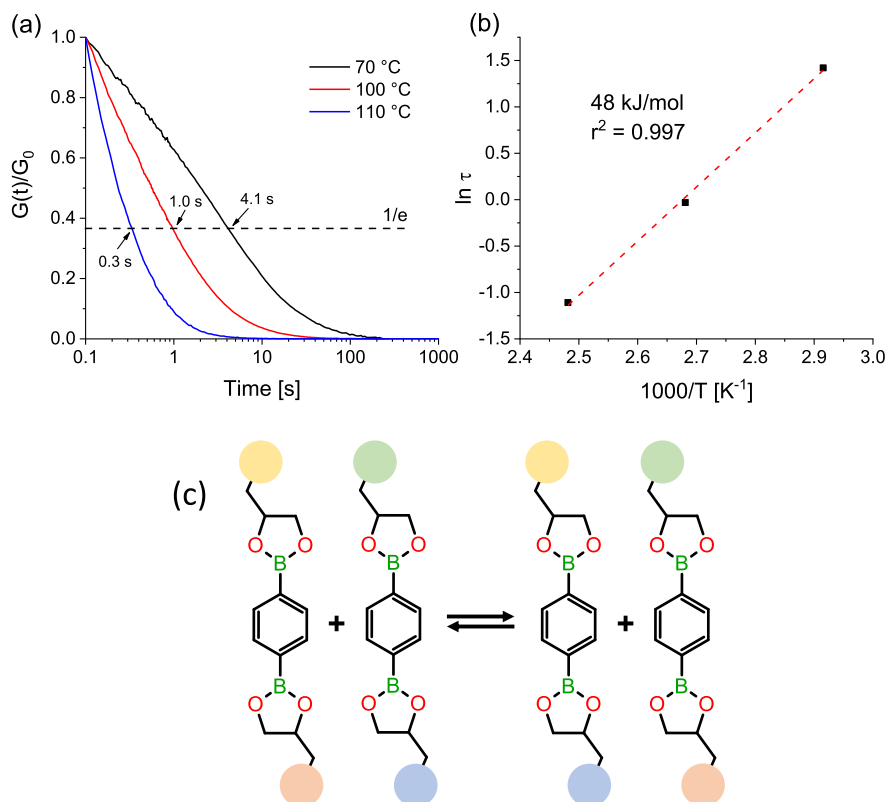 (a)
1.0
0.8
0.6
0.4
0.2
0.0
G(t)/G₀
70 °C
100 °C
110 °C
4.1 s
1.0 s
0.3 s
1/e
0.1
1
10
100
1000
Time [s]
(b)
1.5
1.0
0.5
0.0
-0.5
-1.0
-1.5
ln τ
48 kJ/mol
r² = 0.997
2.4
2.5
2.6
2.7
2.8
2.9
3.0
1000/T [K⁻¹]
(c)
O O O O O O O O
B B B B
+ +
B B B B
O O O O O O O O